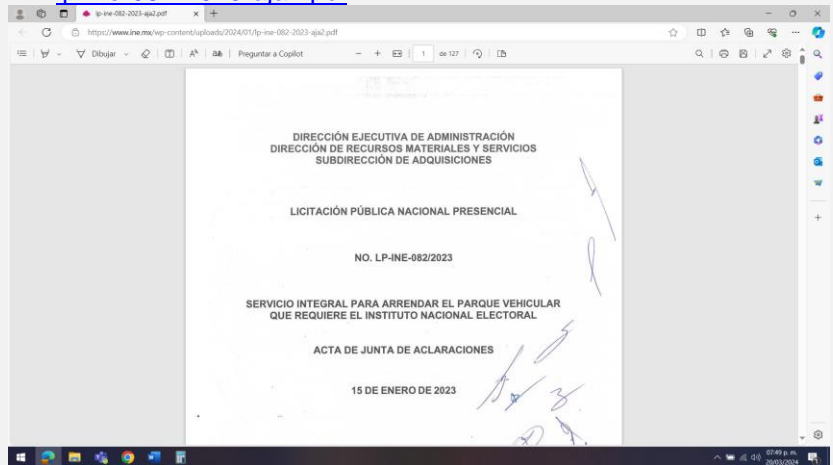 lp-ine-082-2023-aja2.pdf
https://www.ine.mx/wp-content/uploads/2024/01/lp-ine-082-2023-aja2.pdf
Dibujar
Preguntar a Copilot
1 de 127
DIRECCIÓN EJECUTIVA DE ADMINISTRACIÓN
DIRECCIÓN DE RECURSOS MATERIALES Y SERVICIOS
SUBDIRECCIÓN DE ADQUISICIONES
LICITACIÓN PÚBLICA NACIONAL PRESENCIAL
NO. LP-INE-082/2023
SERVICIO INTEGRAL PARA ARRENDAR EL PARQUE VEHICULAR
QUE REQUIERE EL INSTITUTO NACIONAL ELECTORAL
ACTA DE JUNTA DE ACLARACIONES
15 DE ENERO DE 2023
07:49 p. m.
20/03/2024